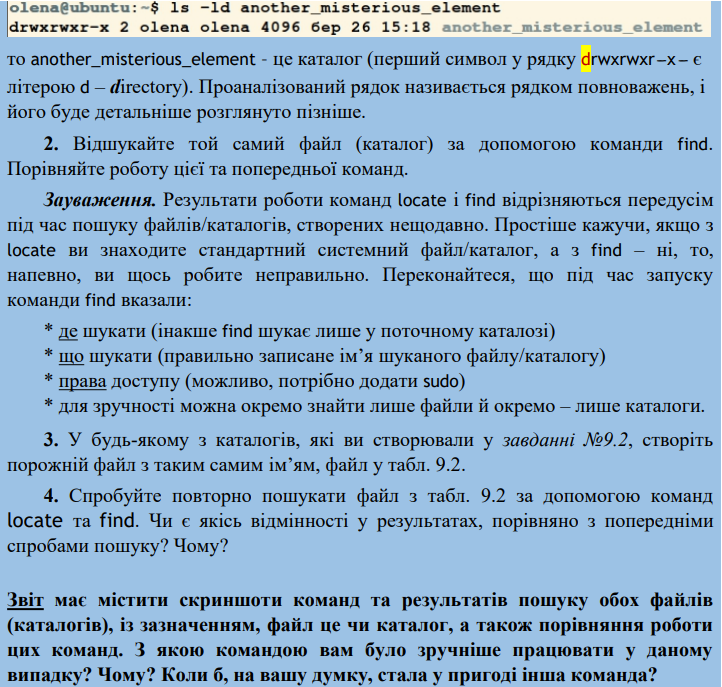 olena@ubuntu:~$ ls -ld another_misterious_element
drwxrwxr-x 2 olena olena 4096 бер 26 15:18 another_misterious_element
то another_misterious_element - це каталог (перший символ у рядку drwxrwxr–x – є
літерою d – directory). Проаналізований рядок називається рядком повноважень, і
його буде детальніше розглянуто пізніше.
2. Відшукайте той самий файл (каталог) за допомогою команди find.
Порівняйте роботу цієї та попередньої команд.
Зауваження. Результати роботи команд locate і find відрізняються передусім
під час пошуку файлів/каталогів, створених нещодавно. Простіше кажучи, якщо з
locate ви знаходите стандартний системний файл/каталог, а з find – ні, то,
напевно, ви щось робите неправильно. Переконайтеся, що під час запуску
команди find вказали:
* де шукати (інакше find шукає лише у поточному каталозі)
* що шукати (правильно записане ім’я шуканого файлу/каталогу)
* права доступу (можливо, потрібно додати sudo)
* для зручності можна окремо знайти лише файли й окремо – лише каталоги.
3. У будь-якому з каталогів, які ви створювали у завданні №9.2, створіть
порожній файл з таким самим ім’ям, файл у табл. 9.2.
4. Спробуйте повторно пошукати файл з табл. 9.2 за допомогою команд
locate та find. Чи є якісь відмінності у результатах, порівняно з попередніми
спробами пошуку? Чому?
Звіт має містити скриншоти команд та результатів пошуку обох файлів
(каталогів), із зазначенням, файл це чи каталог, а також порівняння роботи
цих команд. З якою командою вам було зручніше працювати у даному
випадку? Чому? Коли б, на вашу думку, стала у пригоді інша команда?